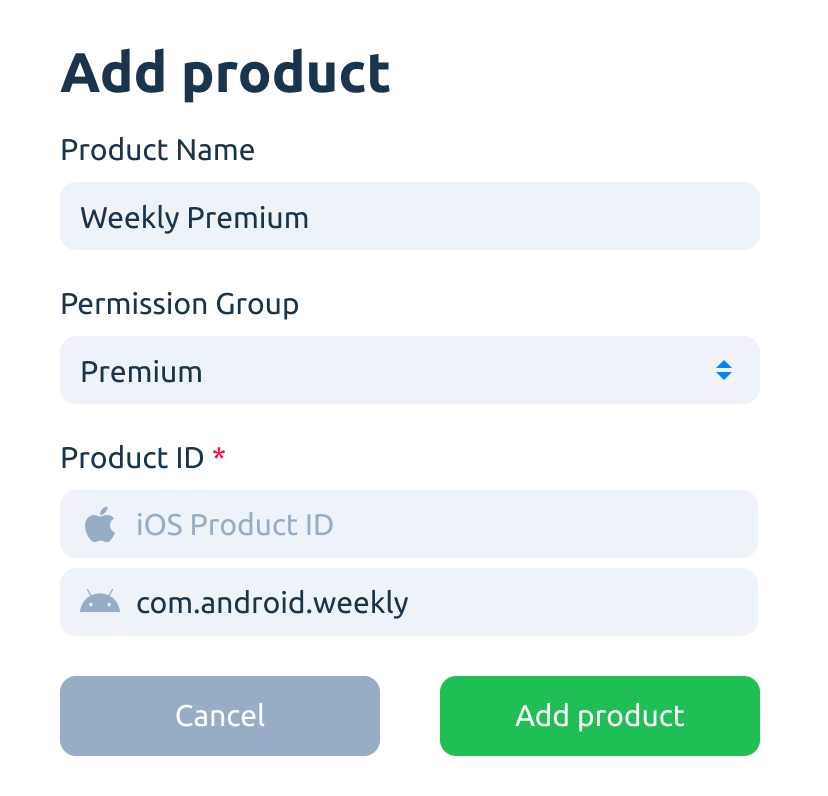 Add product
Product Name
Weekly Premium
Permission Group
Premium
Product ID *
iOS Product ID
com.android.weekly
Cancel
Add product